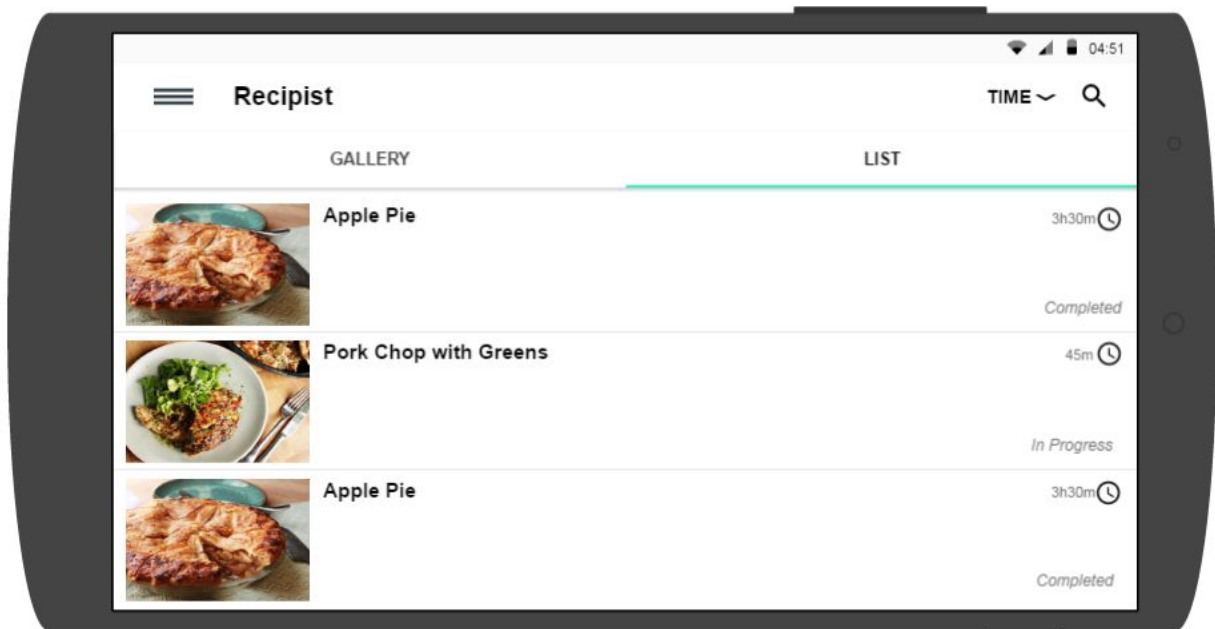 04:51
Recipist TIME
GALLERY LIST
Apple Pie 3h30m
Completed
Pork Chop with Greens 45m
In Progress
Apple Pie 3h30m
Completed